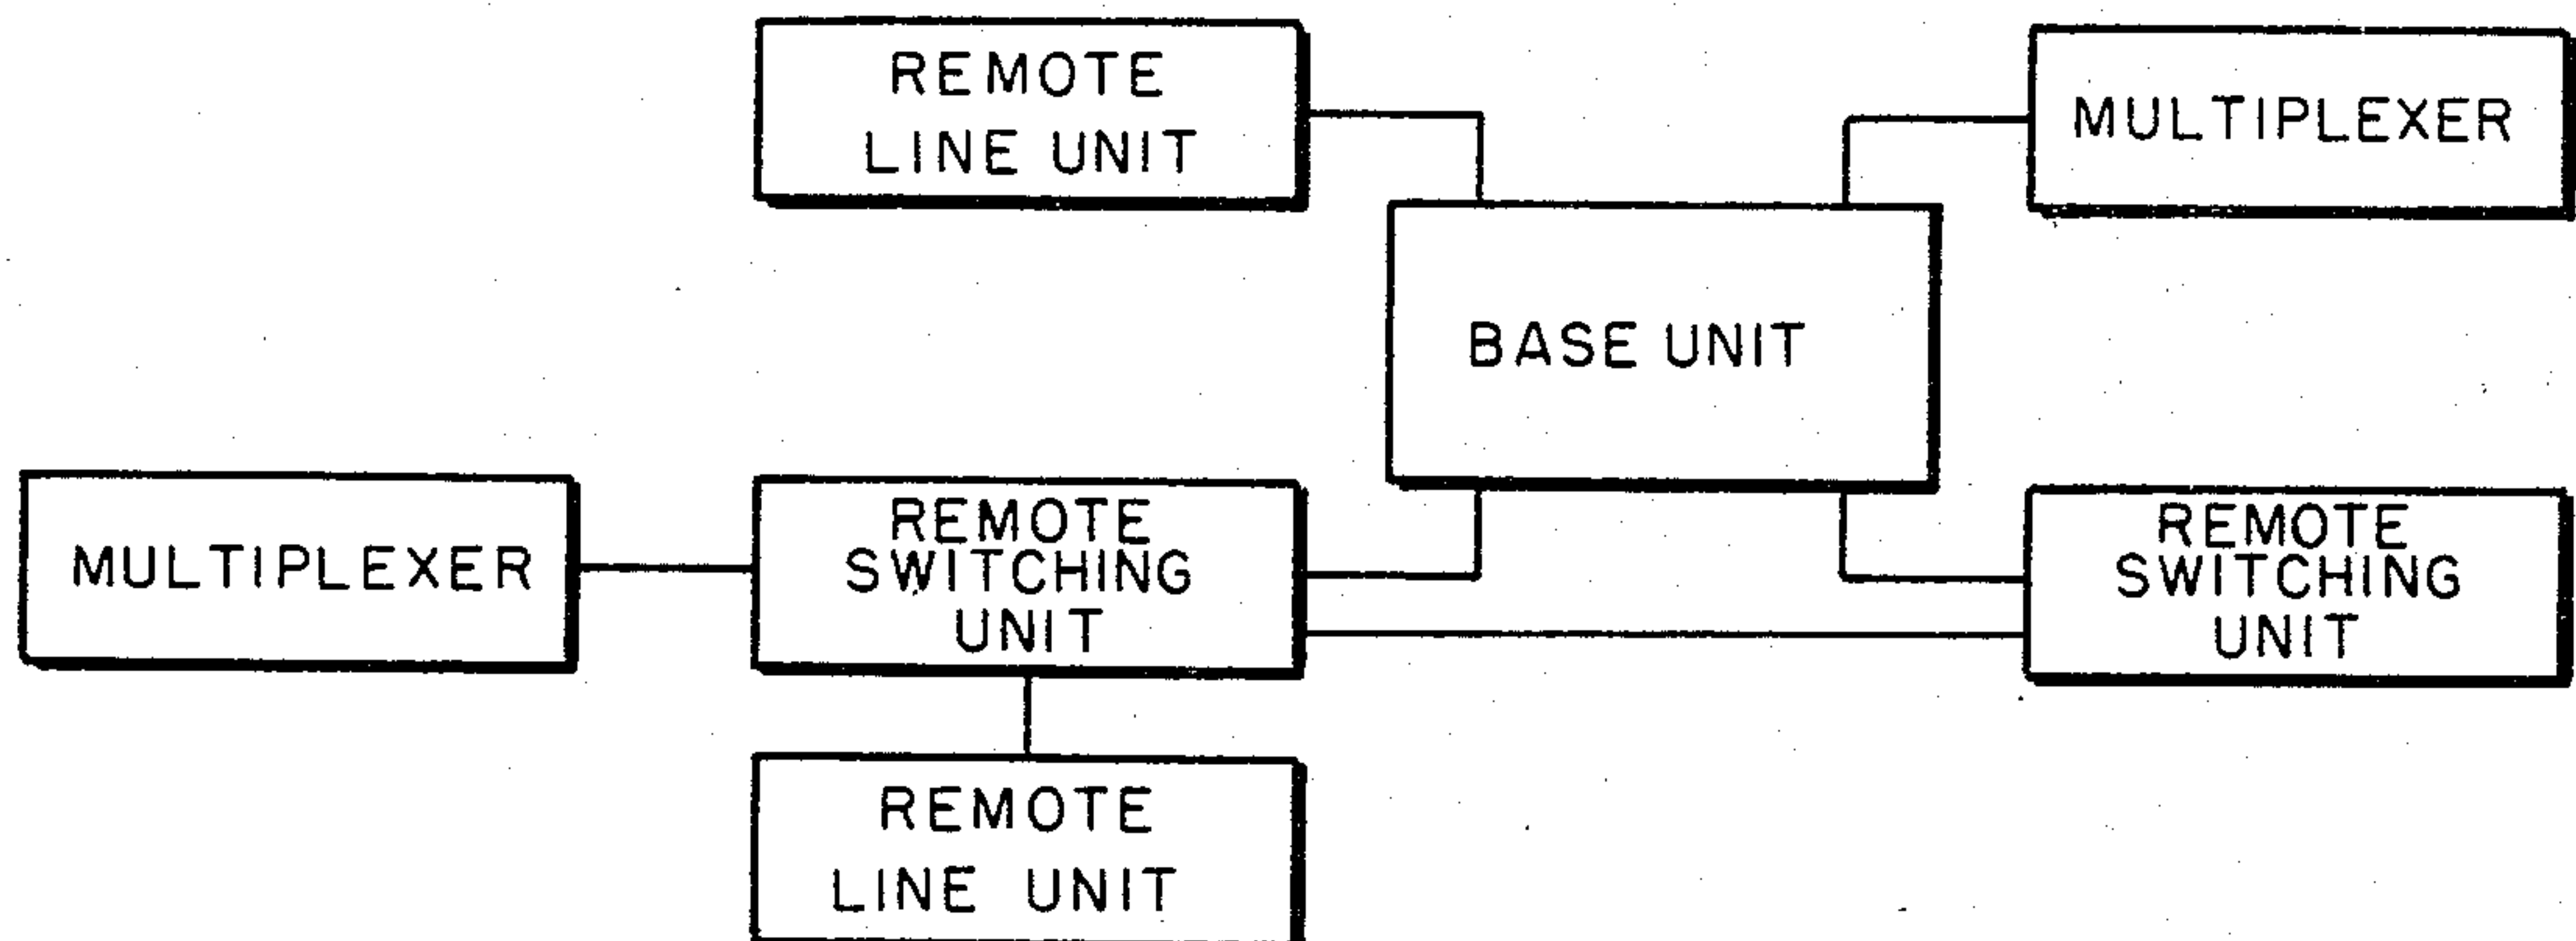 REMOTE
LINE UNIT
MULTIPLEXER
BASE UNIT
MULTIPLEXER
REMOTE
SWITCHING
UNIT
REMOTE
SWITCHING
UNIT
REMOTE
LINE UNIT